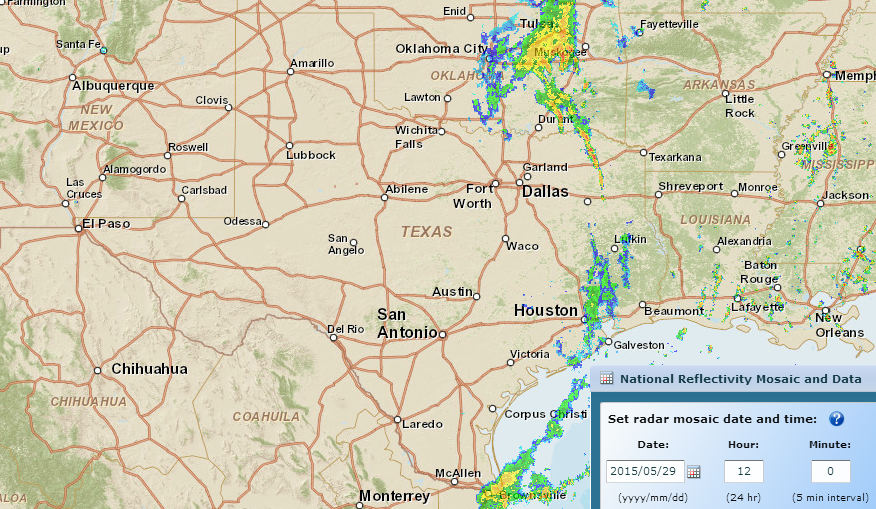 Farmington
Enid
Tulsa
Fayetteville
Santa Fe
Oklahoma City
Muskogee
Amarillo
OKLAHO
Memph
Albuquerque
ARKANSAS
Lawton
Little
Rock
Clovis
NEW
MEXICO
Durant
Wichita
Falls
Greenville
Roswell
Lubbock
Texarkana
MISSISSIPP
Alamogordo
Garland
Las
Cruces
Carlsbad
Abilene
Fort
Worth
Dallas
Shreveport
Monroe
Jackson
El Paso
Odessa
TEXAS
LOUISIANA
San
Angelo
Waco
Lufkin
Alexandria
Baton
Rouge
Austin
San
Antonio
Houston
Beaumont
Lafayette
New
Orleans
Del Rio
Galveston
Victoria
Chihuahua
National Reflectivity Mosaic and Data
CHIHUAHUA
COAHUILA
Corpus Christi
Laredo
Set radar mosaic date and time: ?
Date: Hour: Minute:
2015/05/29 12 0
(yyyy/mm/dd) (24 hr) (5 min interval)
McAllen
Monterrey
Brownsville